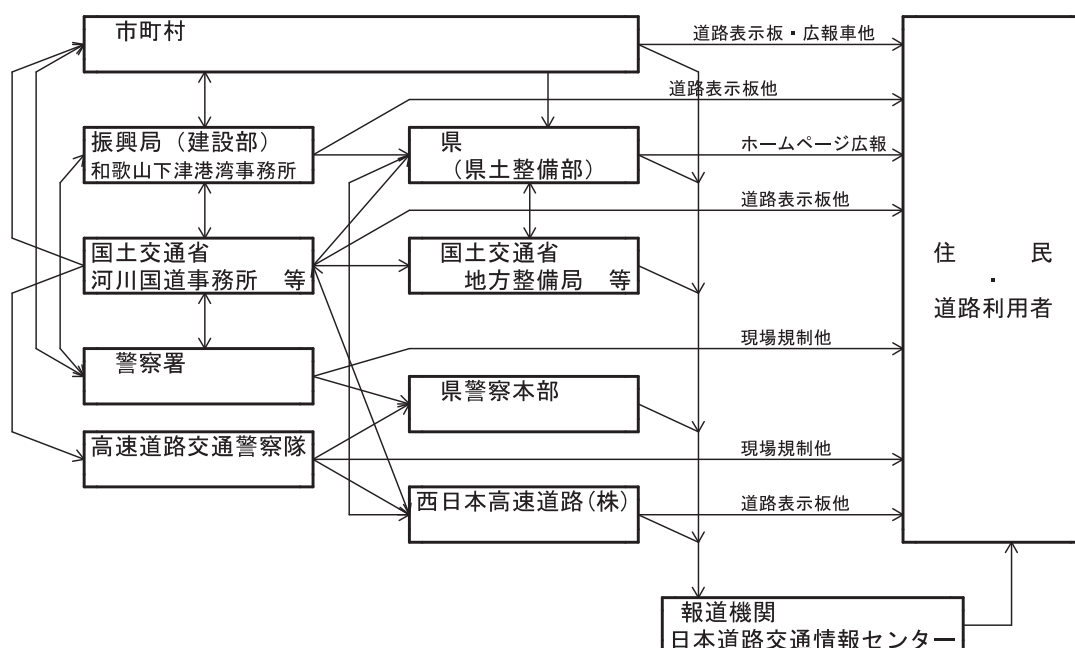 市町村
道路表示板・広報車他
道路表示板他
振興局（建設部）
和歌山下津港湾事務所
県
（県土整備部）
ホームページ広報
道路表示板他
国土交通省
河川国道事務所　等
国土交通省
地方整備局　等
住　　民
・
道路利用者
現場規制他
警察署
県警察本部
高速道路交通警察隊
現場規制他
西日本高速道路(株)
道路表示板他
報道機関
日本道路交通情報センター